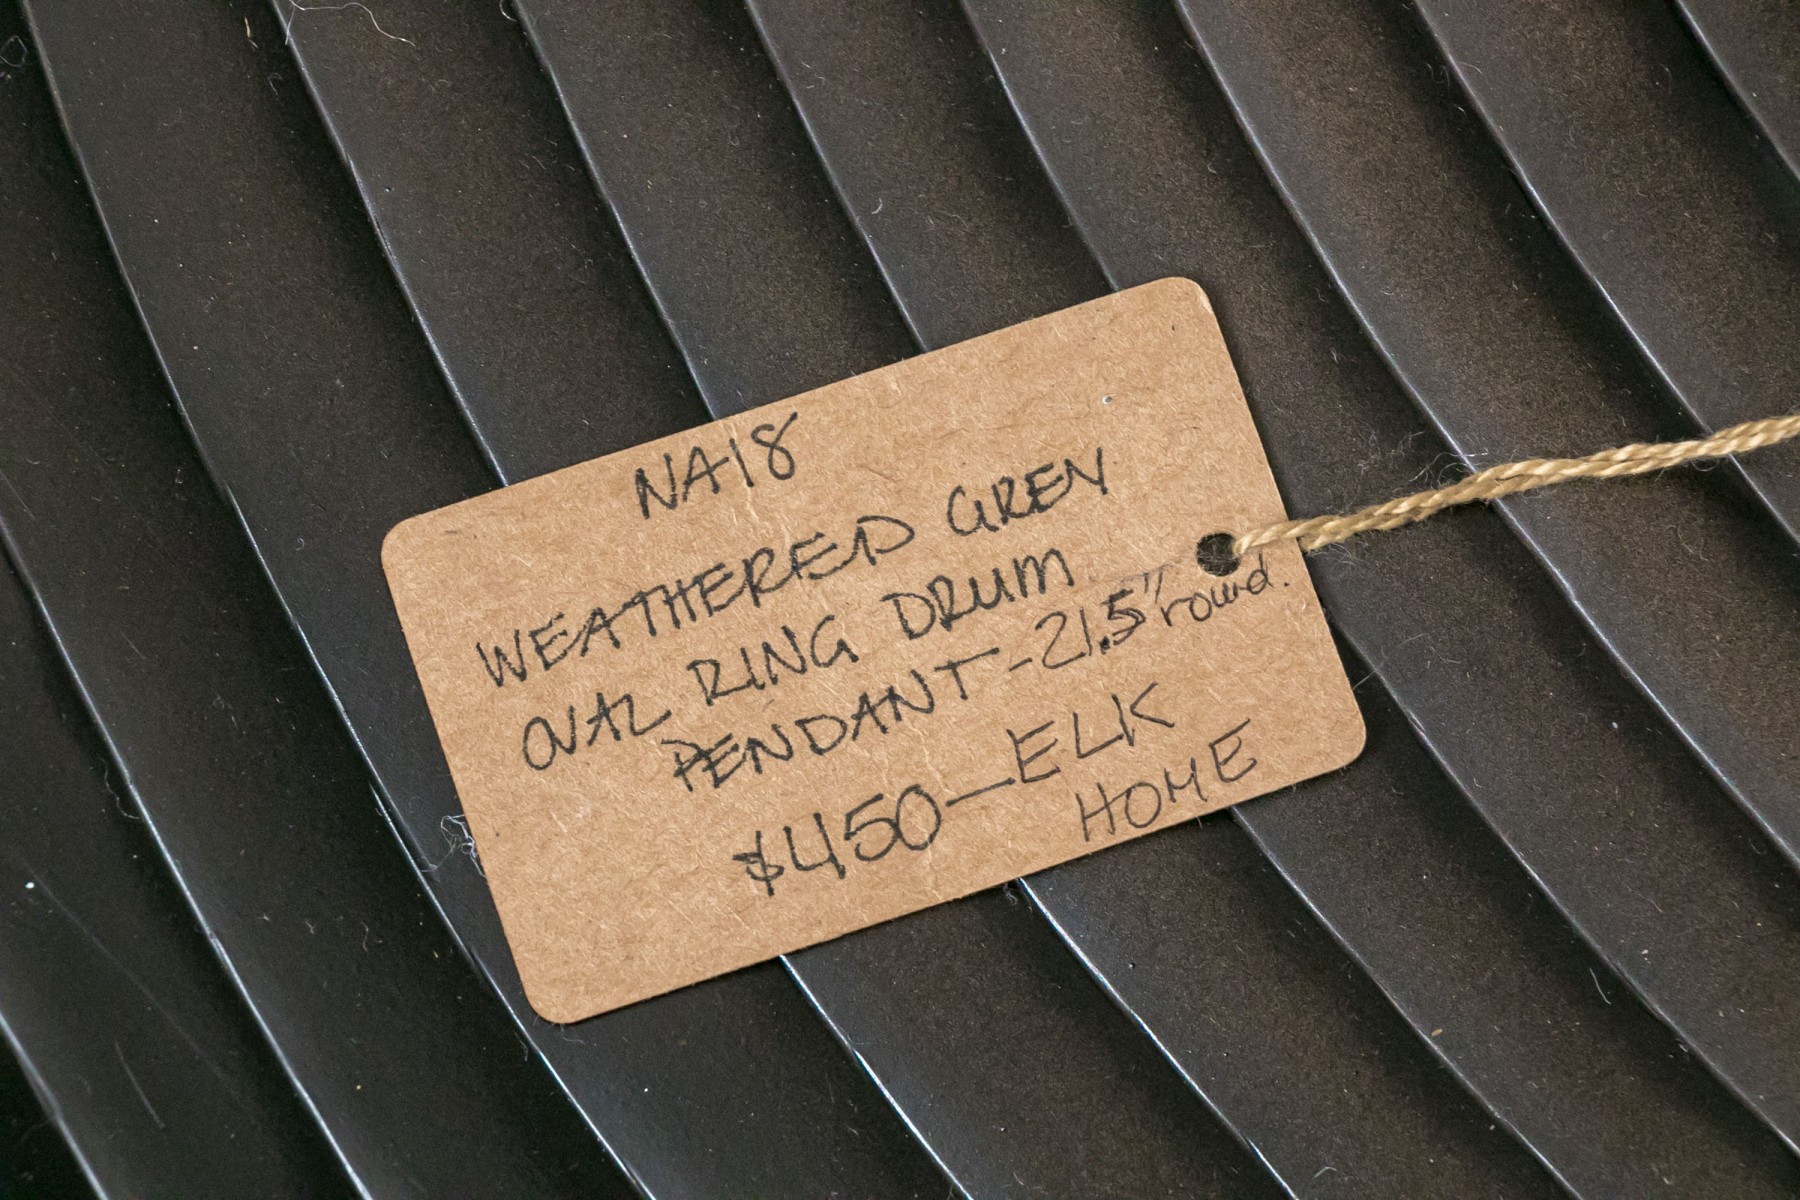 NA18
WEATHERED GREY
OVAL RING DRUM
PENDANT-21.5" round.
$450-ELK
HOME